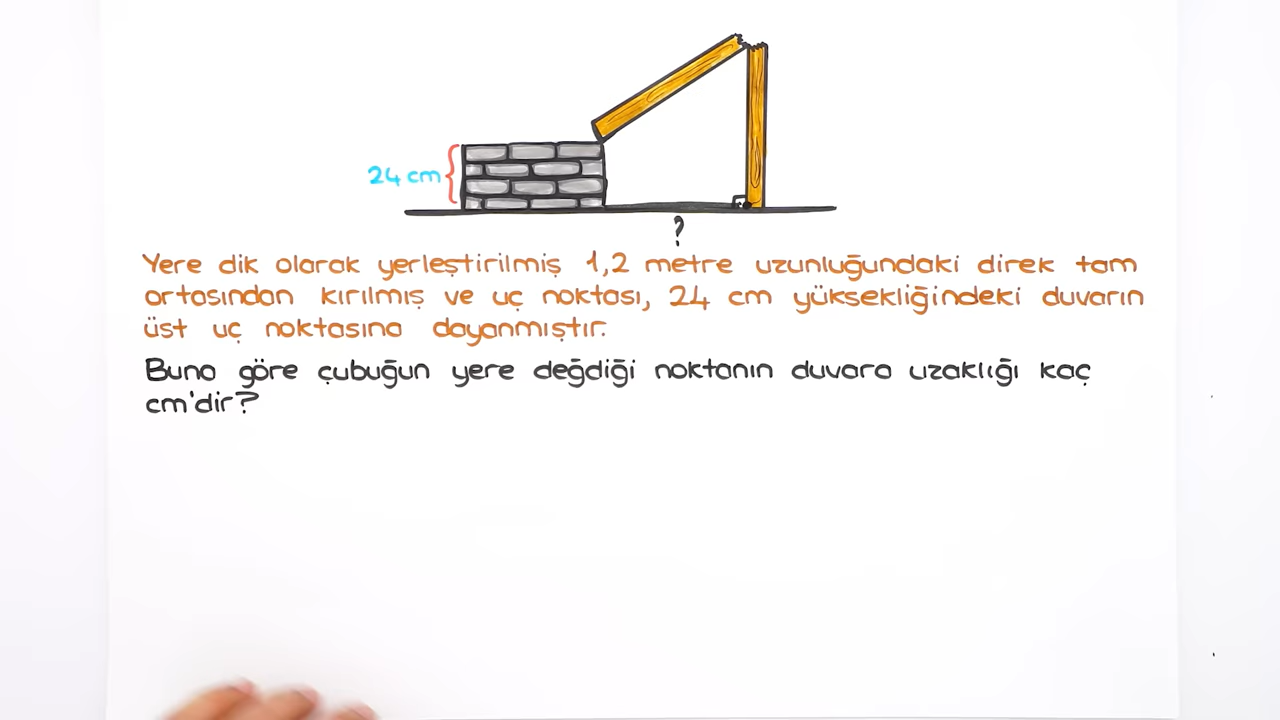 24 cm
?
Yere dik olarak yerleştirilmiş 1,2 metre uzunluğundaki direk tam
ortasından kırılmış ve uç noktası, 24 cm yüksekliğindeki duvarın
üst uç noktasına dayanmıştır.
Buna göre çubuğun yere değdiği noktanın duvara uzaklığı kaç
cm'dir?